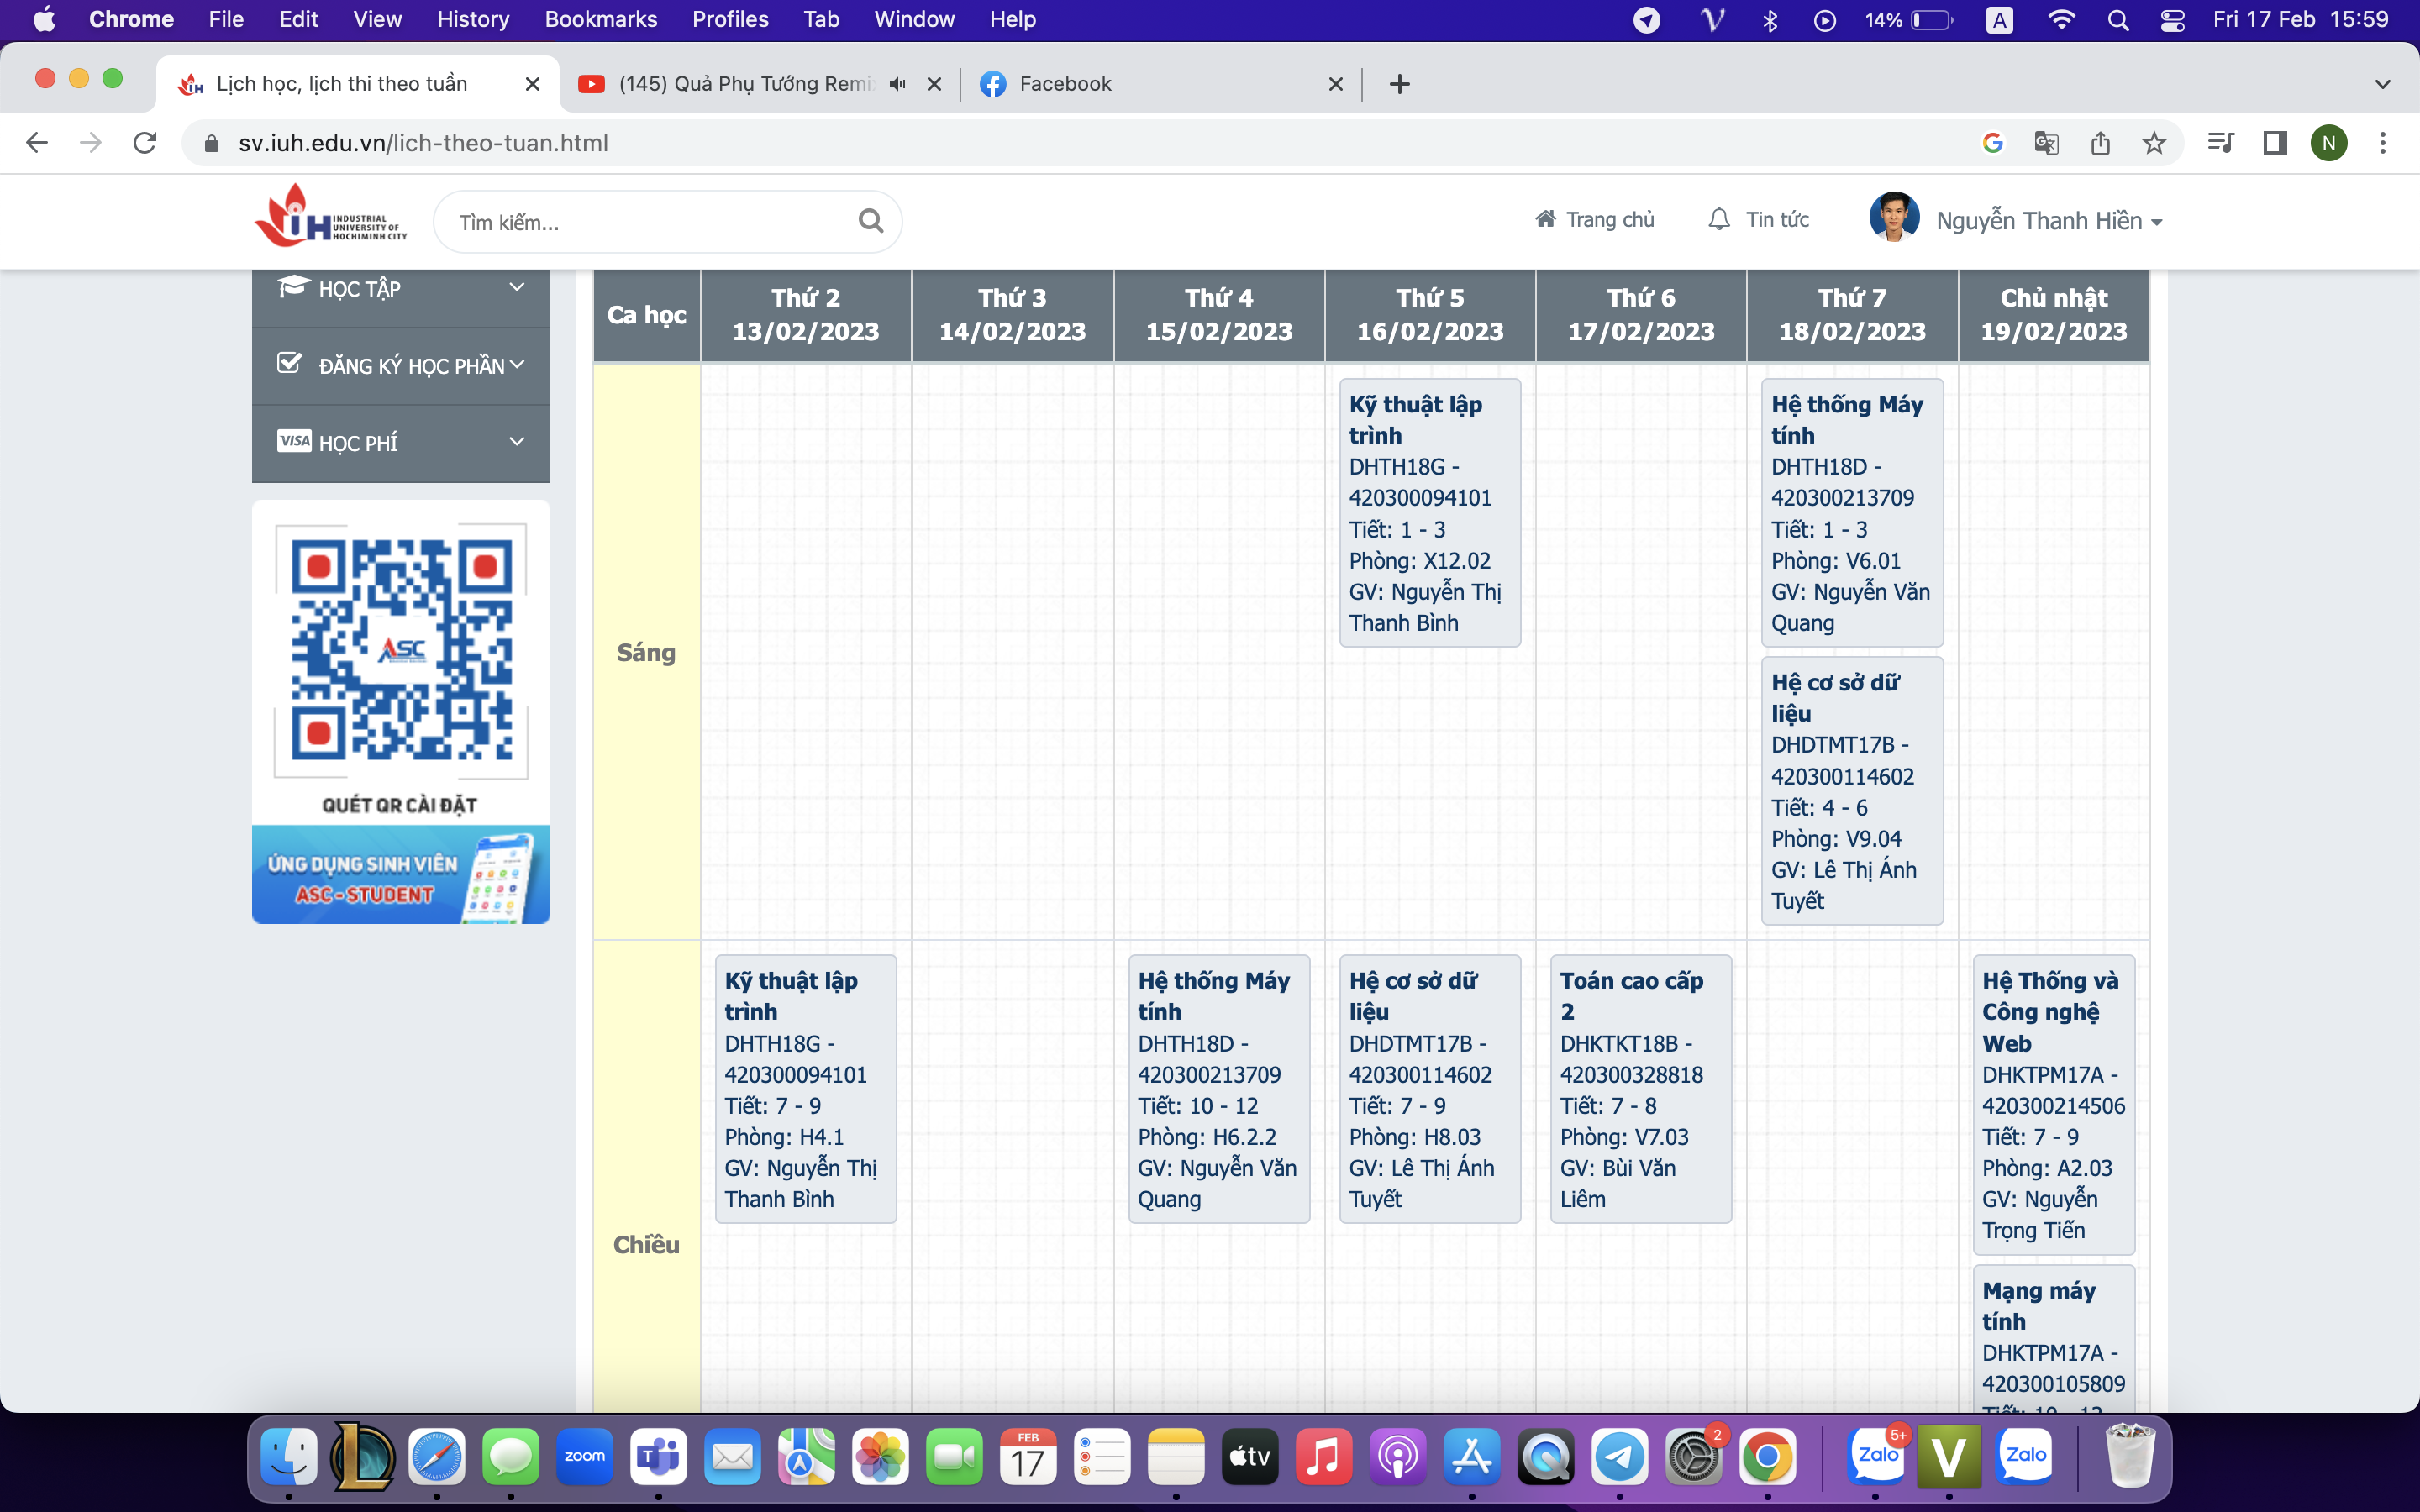 Chrome File Edit View History Bookmarks Profiles Tab Window Help 14% A Fri 17 Feb 15:59
Lịch học, lịch thi theo tuần (145) Quả Phụ Tướng Remi Facebook
sv.iuh.edu.vn/lich-theo-tuan.html N
IUH INDUSTRIAL
UNIVERSITY OF
HOCHIMINH CITY
Tìm kiếm...
Trang chủ Tin tức Nguyễn Thanh Hiền
HỌC TẬP
ĐĂNG KÝ HỌC PHẦN
VISA HỌC PHÍ
ASC
QUÉT QR CÀI ĐẶT
ỨNG DỤNG SINH VIÊN
ASC - STUDENT
Ca học
Thứ 2
13/02/2023
Thứ 3
14/02/2023
Thứ 4
15/02/2023
Thứ 5
16/02/2023
Thứ 6
17/02/2023
Thứ 7
18/02/2023
Chủ nhật
19/02/2023
Sáng
Kỹ thuật lập
trình
DHTH18G -
420300094101
Tiết: 1 - 3
Phòng: X12.02
GV: Nguyễn Thị
Thanh Bình
Hệ thống Máy
tính
DHTH18D -
420300213709
Tiết: 1 - 3
Phòng: V6.01
GV: Nguyễn Văn
Quang
Hệ cơ sở dữ
liệu
DHDTMT17B -
420300114602
Tiết: 4 - 6
Phòng: V9.04
GV: Lê Thị Ánh
Tuyết
Chiều
Kỹ thuật lập
trình
DHTH18G -
420300094101
Tiết: 7 - 9
Phòng: H4.1
GV: Nguyễn Thị
Thanh Bình
Hệ thống Máy
tính
DHTH18D -
420300213709
Tiết: 10 - 12
Phòng: H6.2.2
GV: Nguyễn Văn
Quang
Hệ cơ sở dữ
liệu
DHDTMT17B -
420300114602
Tiết: 7 - 9
Phòng: H8.03
GV: Lê Thị Ánh
Tuyết
Toán cao cấp
2
DHKTKT18B -
420300328818
Tiết: 7 - 8
Phòng: V7.03
GV: Bùi Văn
Liêm
Hệ Thống và
Công nghệ
Web
DHKTPM17A -
420300214506
Tiết: 7 - 9
Phòng: A2.03
GV: Nguyễn
Trọng Tiến
Mạng máy
tính
DHKTPM17A -
420300105809
Tiết: 10 - 12
zoom T FEB 17 tv 2 Zalo 5+ V Zalo